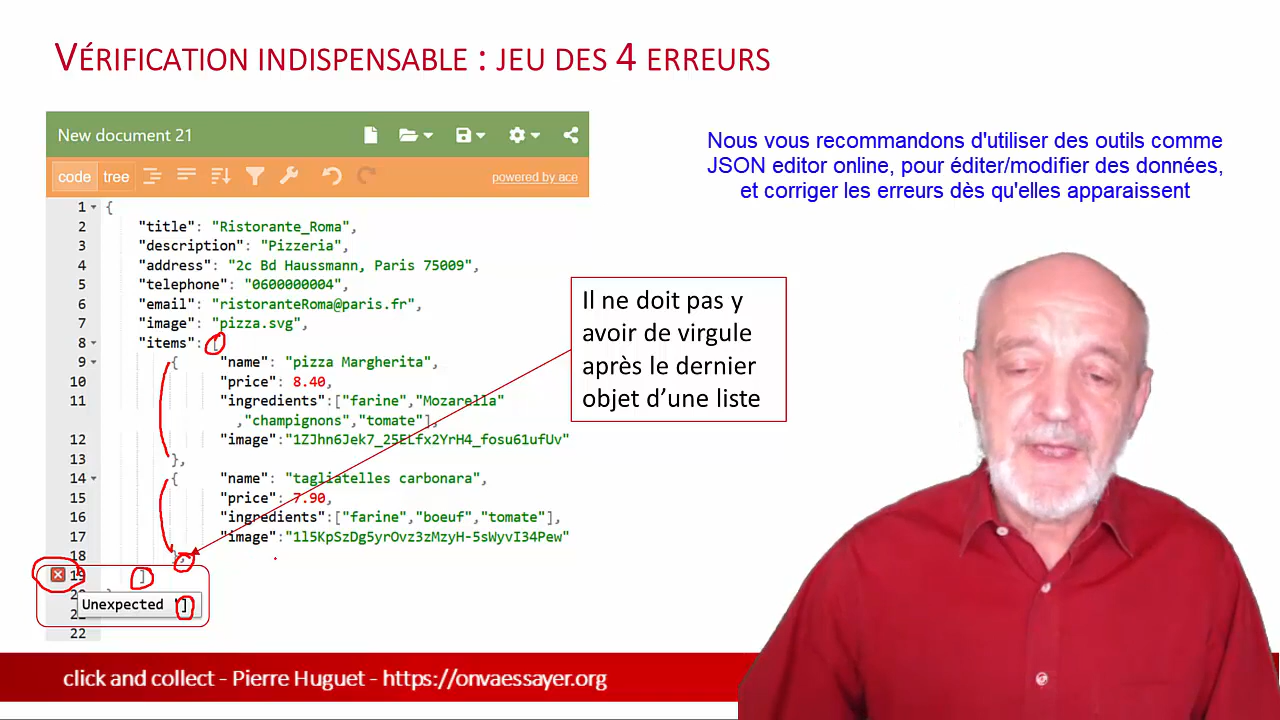 VÉRIFICATION INDISPENSABLE : JEU DES 4 ERREURS
New document 21
code tree
powered by ace
Nous vous recommandons d'utiliser des outils comme
JSON editor online, pour éditer/modifier des données,
et corriger les erreurs dès qu'elles apparaissent
1 {
2 "title": "Ristorante_Roma",
3 "description": "Pizzeria",
4 "address": "2c Bd Haussmann, Paris 75009",
5 "telephone": "0600000004",
6 "email": "ristoranteRoma@paris.fr",
7 "image": "pizza.svg",
8 "items": [
9 { "name": "pizza Margherita",
10 "price": 8.40,
11 "ingredients":["farine","Mozarella"
,"champignons","tomate"],
12 "image":"1ZJhn6Jek7_25ELfx2YrH4_fosu61ufUv"
13 },
14 { "name": "tagliatelles carbonara",
15 "price": 7.90,
16 "ingredients":["farine","boeuf","tomate"],
17 "image":"1l5KpSzDg5yrOvz3zMzyH-5sWyvI34Pew"
18 },
19 ]
Unexpected ']
22
Il ne doit pas y
avoir de virgule
après le dernier
objet d’une liste
click and collect - Pierre Huguet - https://onvaessayer.org